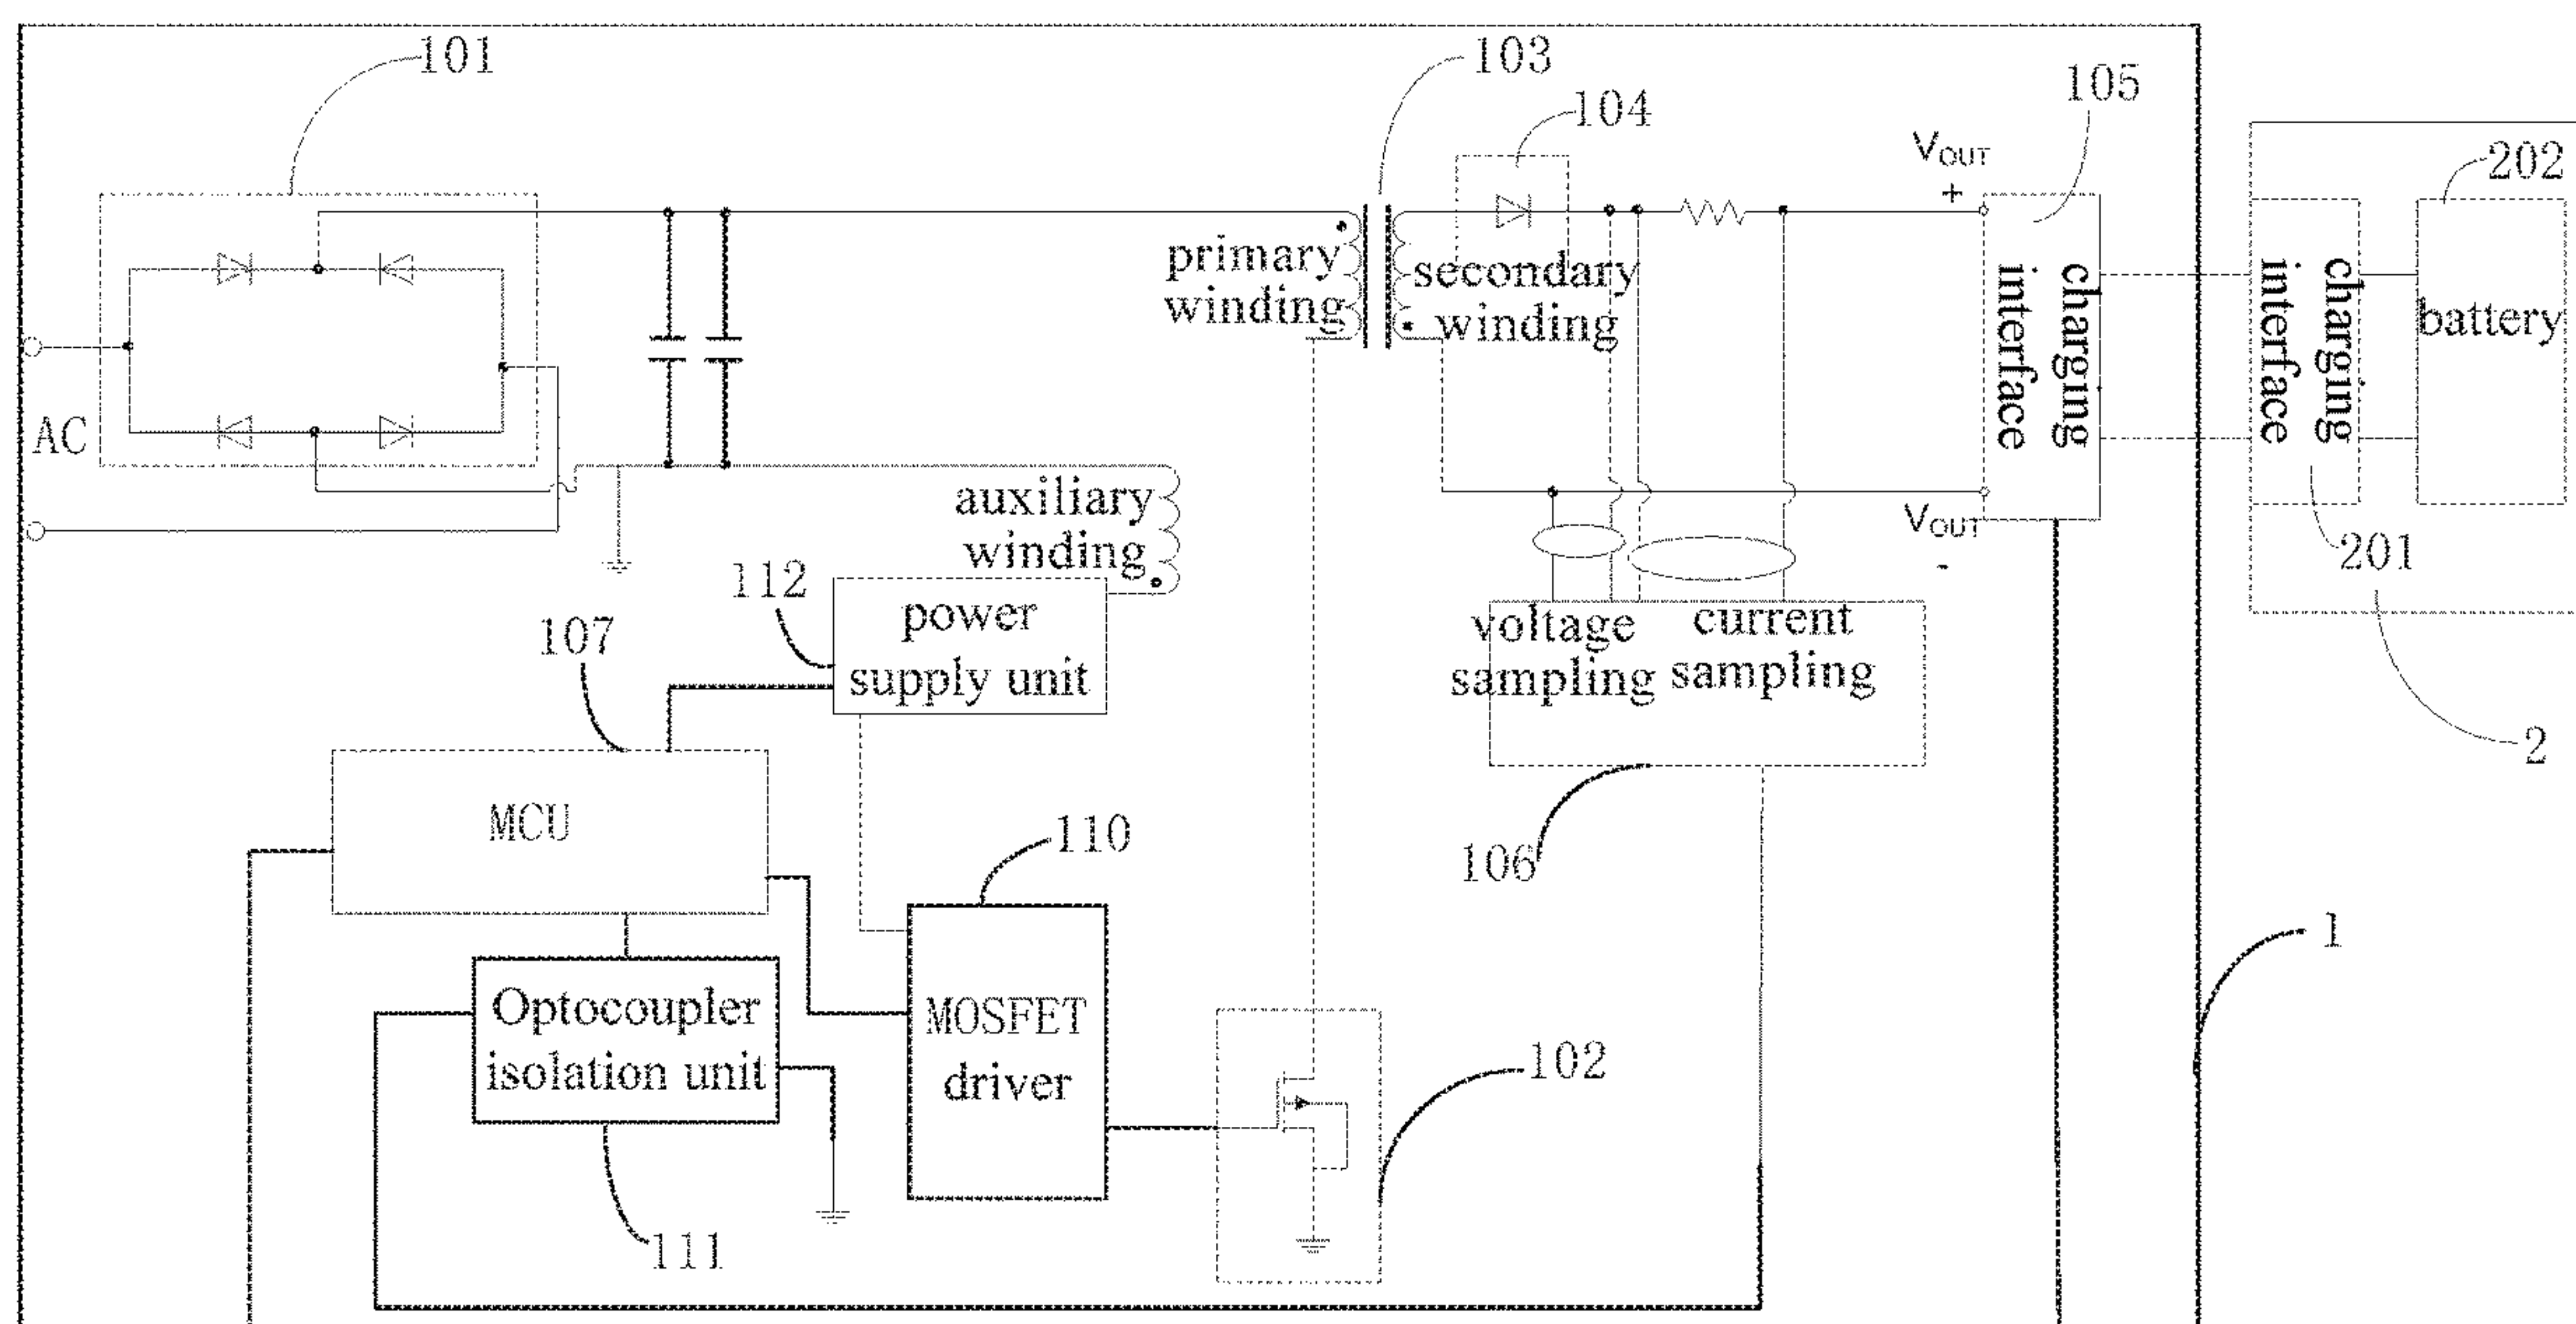 101
103
104
105
V OUT
+
202
primary
winding
secondary
winding
charging
interface
charging
interface
battery
AC
auxiliary
winding
V OUT
-
201
112
power
supply unit
107
voltage
sampling
current
sampling
2
MCU
110
106
1
Optocoupler
isolation unit
MOSFET
driver
102
111